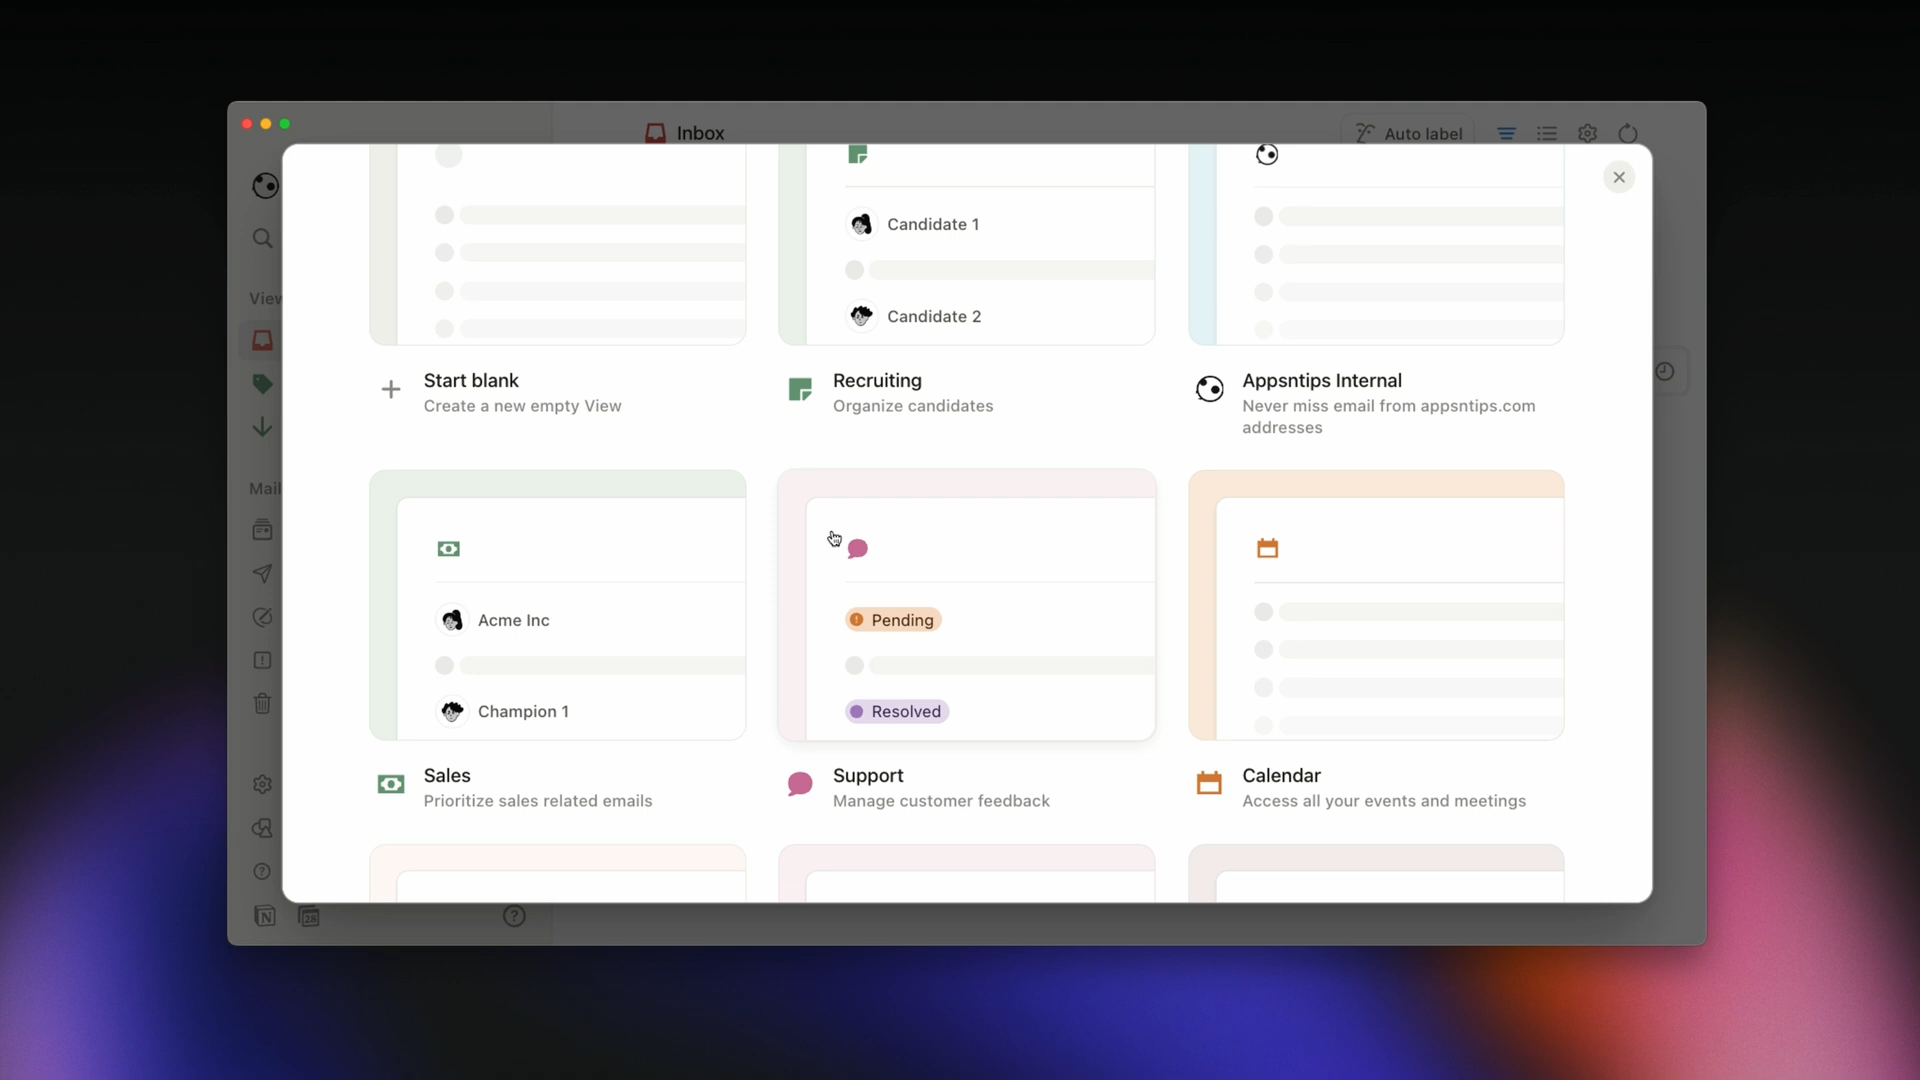 Inbox
Auto label
Candidate 1
Candidate 2
View
Start blank
Create a new empty View
Recruiting
Organize candidates
Appsntips Internal
Never miss email from appsntips.com
addresses
Mail
Acme Inc
Champion 1
Pending
Resolved
Sales
Prioritize sales related emails
Support
Manage customer feedback
Calendar
Access all your events and meetings
N
28